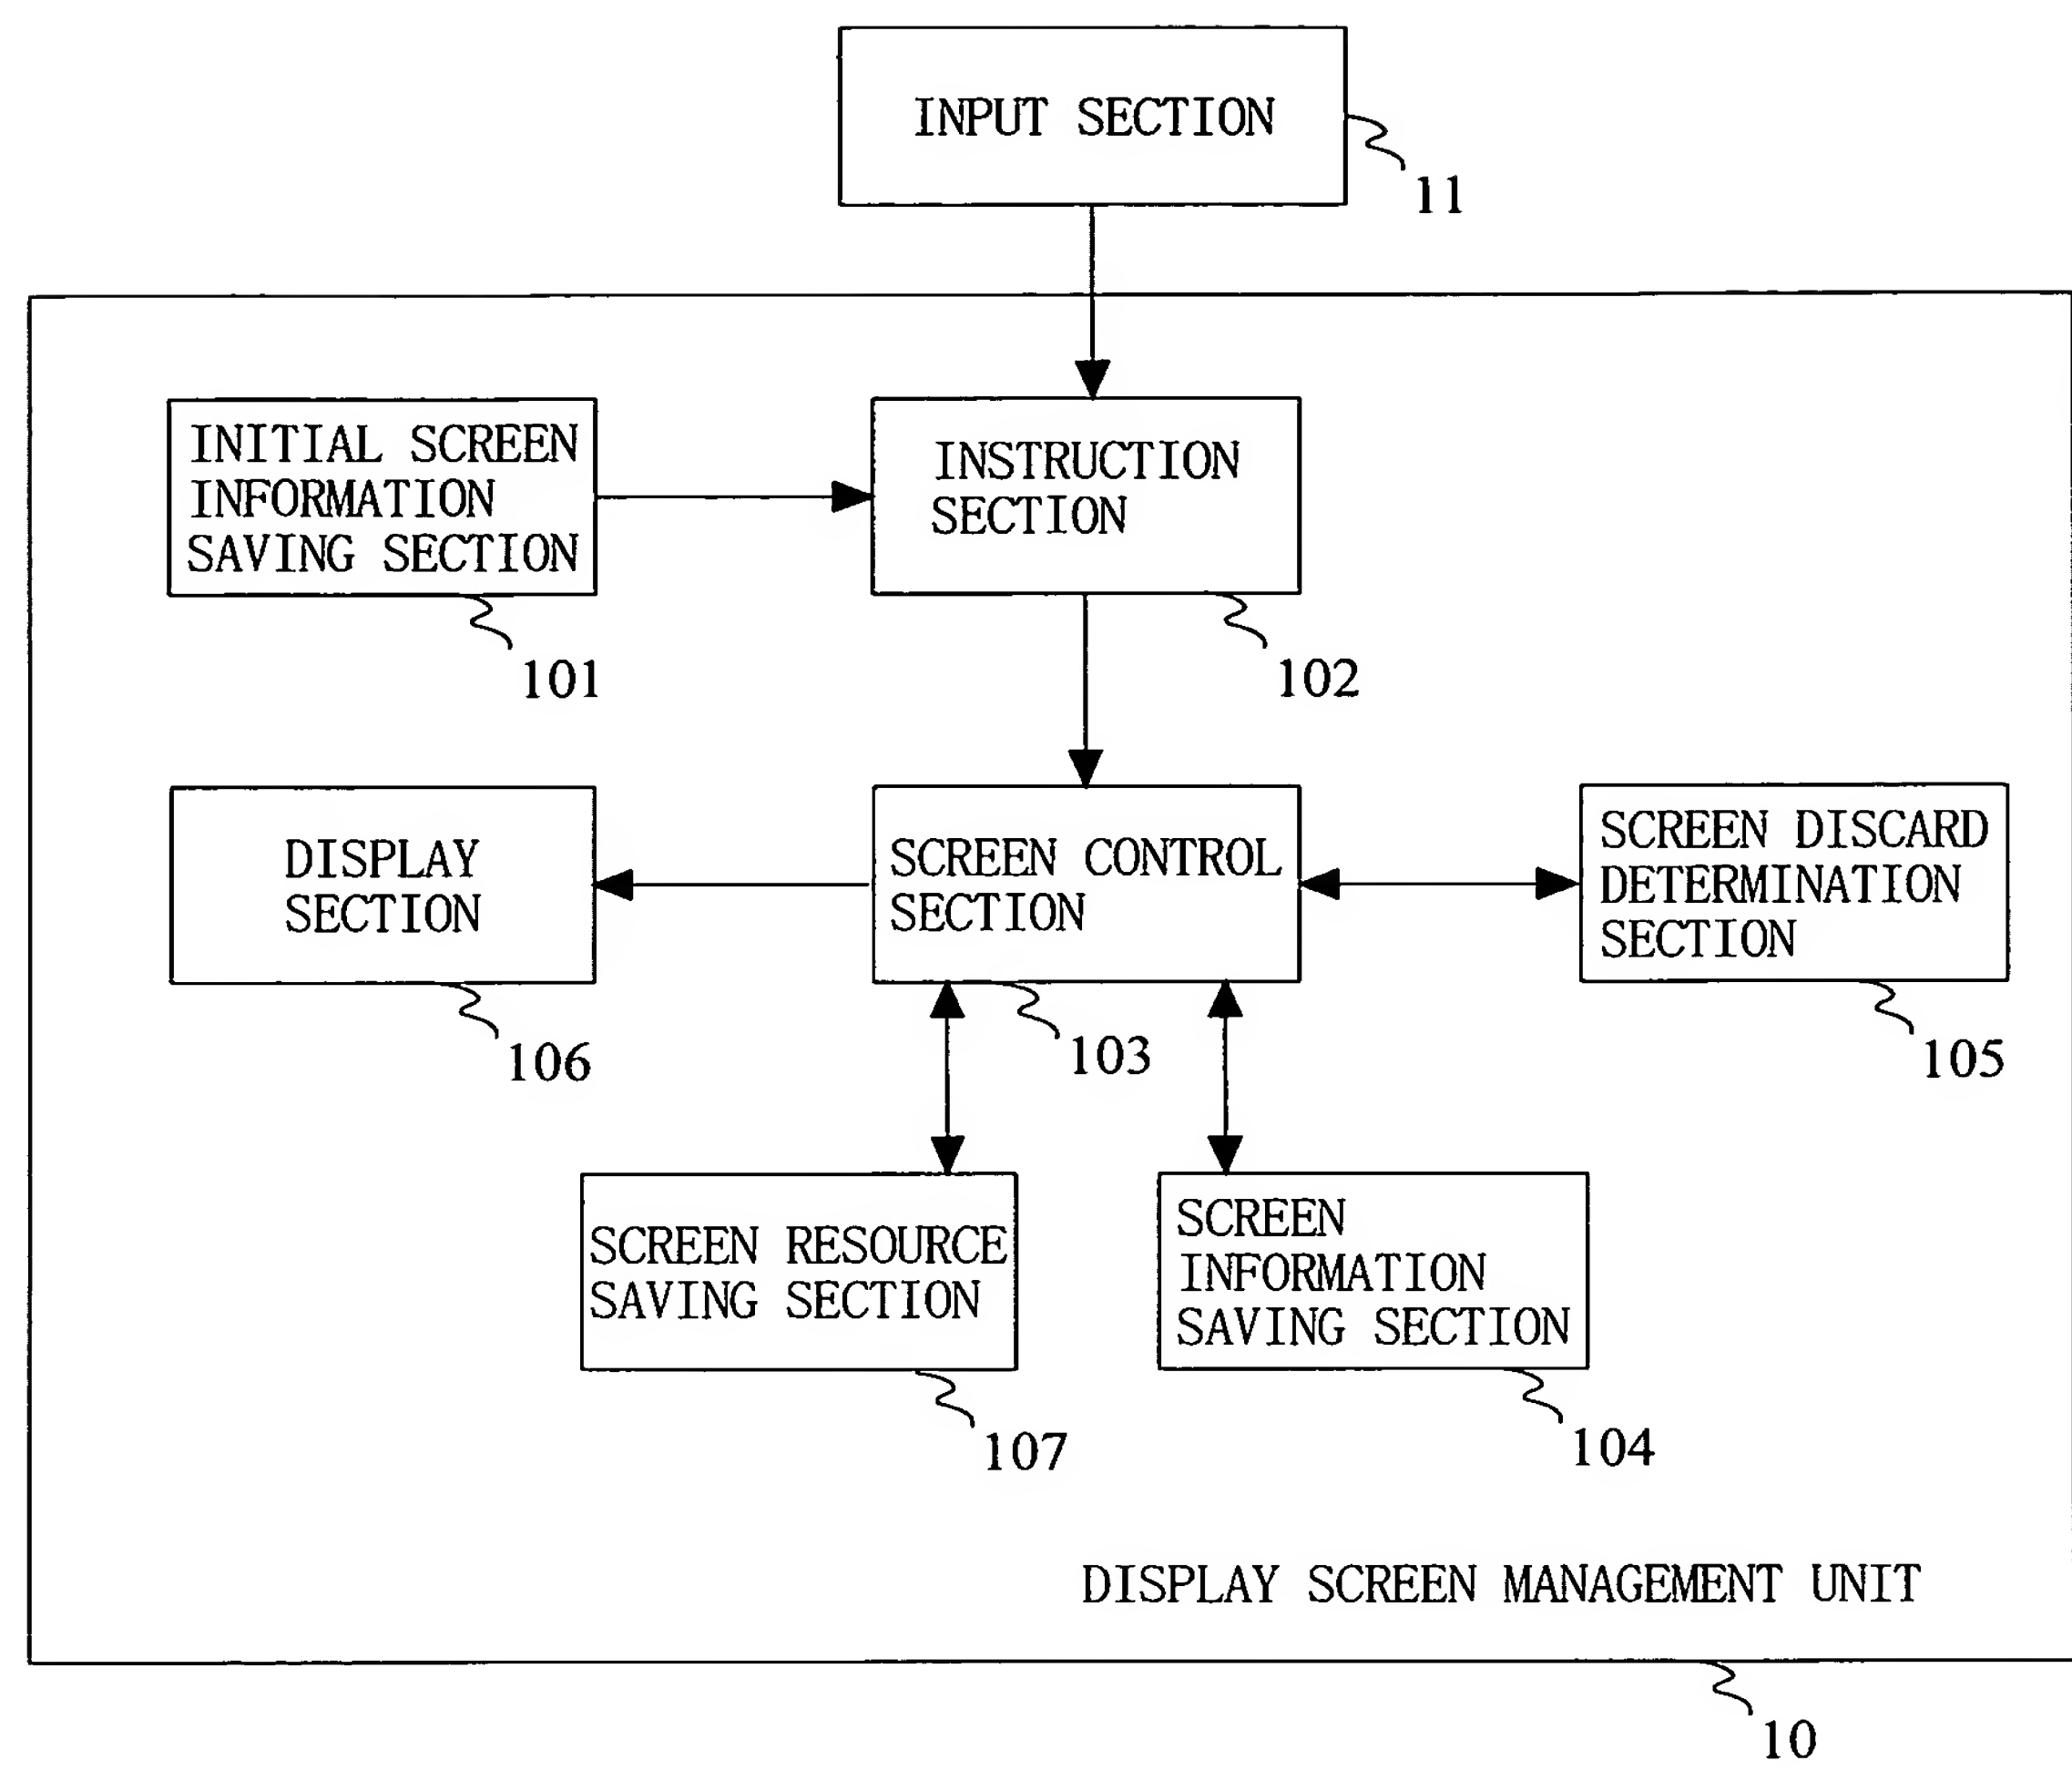 INPUT SECTION
11
INITIAL SCREEN
INFORMATION
SAVING SECTION
101
INSTRUCTION
SECTION
102
DISPLAY
SECTION
106
SCREEN CONTROL
SECTION
103
SCREEN DISCARD
DETERMINATION
SECTION
105
SCREEN RESOURCE
SAVING SECTION
107
SCREEN
INFORMATION
SAVING SECTION
104
DISPLAY SCREEN MANAGEMENT UNIT
10